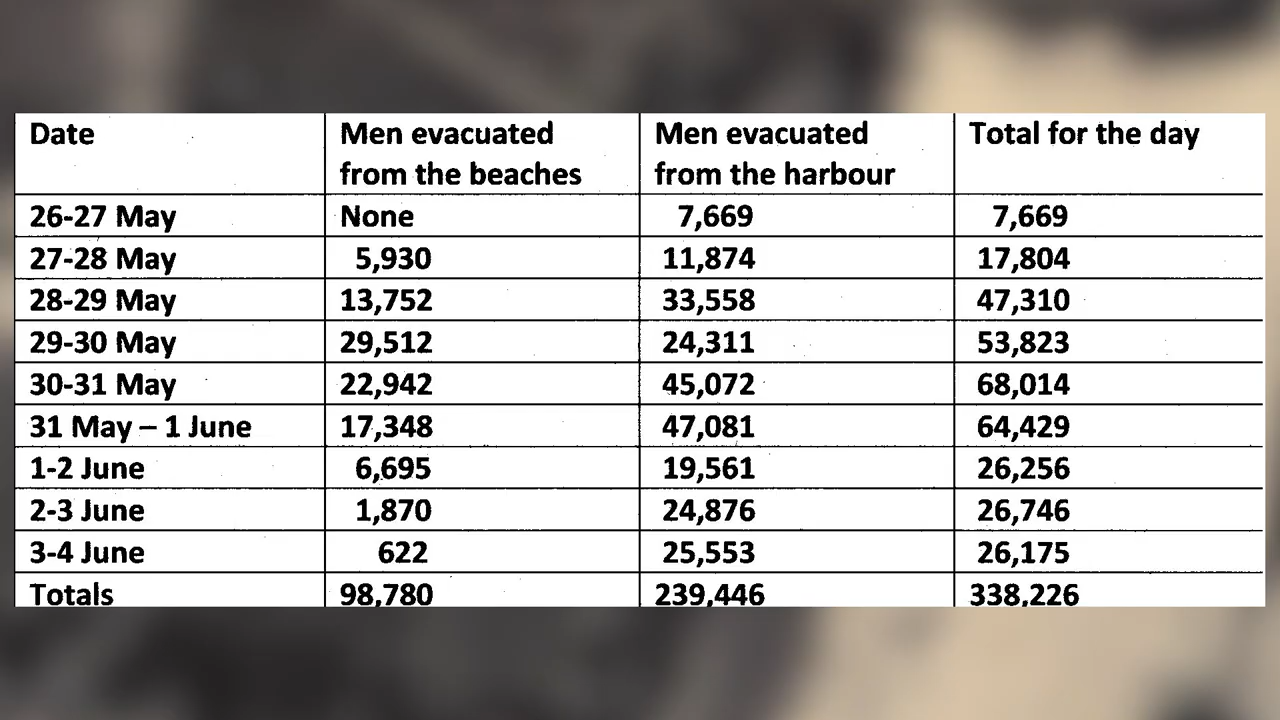 Date Men evacuated Men evacuated Total for the day
from the beaches from the harbour
26-27 May None 7,669 7,669
27-28 May 5,930 11,874 17,804
28-29 May 13,752 33,558 47,310
29-30 May 29,512 24,311 53,823
30-31 May 22,942 45,072 68,014
31 May – 1 June 17,348 47,081 64,429
1-2 June 6,695 19,561 26,256
2-3 June 1,870 24,876 26,746
3-4 June 622 25,553 26,175
Totals 98,780 239,446 338,226